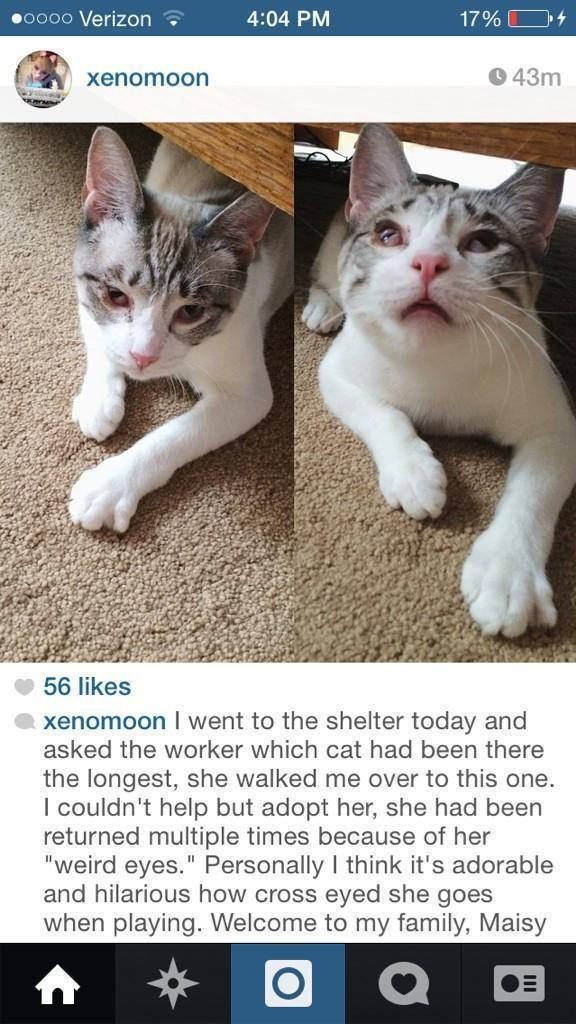 Verizon 4:04 PM 17%
xenomoon 43m
56 likes
xenomoon I went to the shelter today and
asked the worker which cat had been there
the longest, she walked me over to this one.
I couldn't help but adopt her, she had been
returned multiple times because of her
"weird eyes." Personally I think it's adorable
and hilarious how cross eyed she goes
when playing. Welcome to my family, Maisy